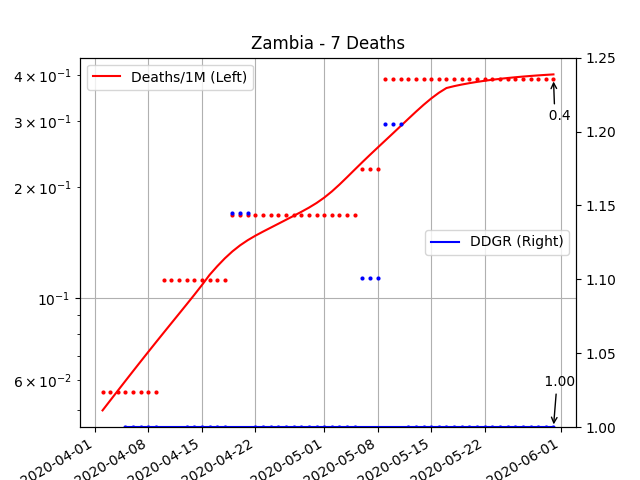 Zambia - 7 Deaths
Deaths/1M (Left)
4 × 10⁻¹
3 × 10⁻¹
2 × 10⁻¹
10⁻¹
6 × 10⁻²
1.25
1.20
1.15
1.10
1.05
1.00
0.4
DDGR (Right)
1.00
2020-04-01
2020-04-08
2020-04-15
2020-04-22
2020-05-01
2020-05-08
2020-05-15
2020-05-22
2020-06-01